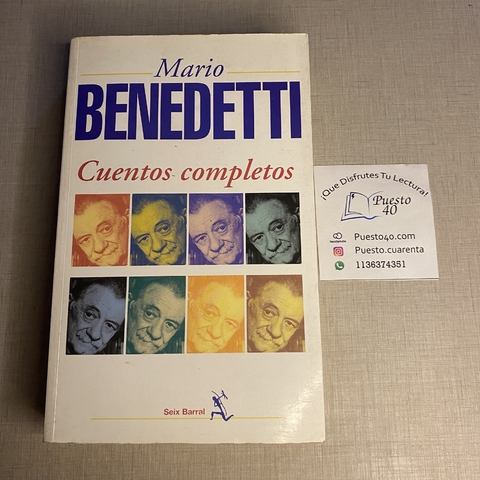 Mario
BENEDETTI
Cuentos completos
Seix Barral
¡Que Disfrutes Tu Lectura!
Puesto
40
Puesto40.com
Puesto.cuarenta
1136374351